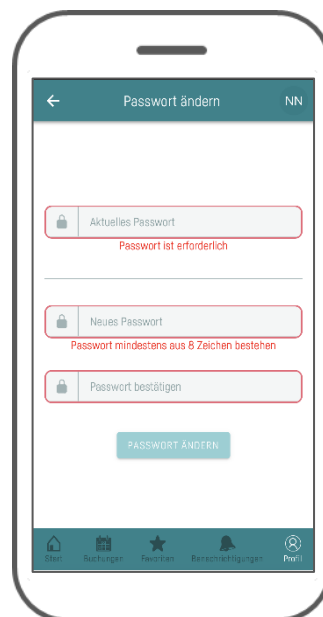 Passwort ändern NN
Aktuelles Passwort
Passwort ist erforderlich
Neues Passwort
Passwort mindestens aus 8 Zeichen bestehen
Passwort bestätigen
PASSWORT ÄNDERN
Start Buchungen Favoriten Benachrichtigungen Profil